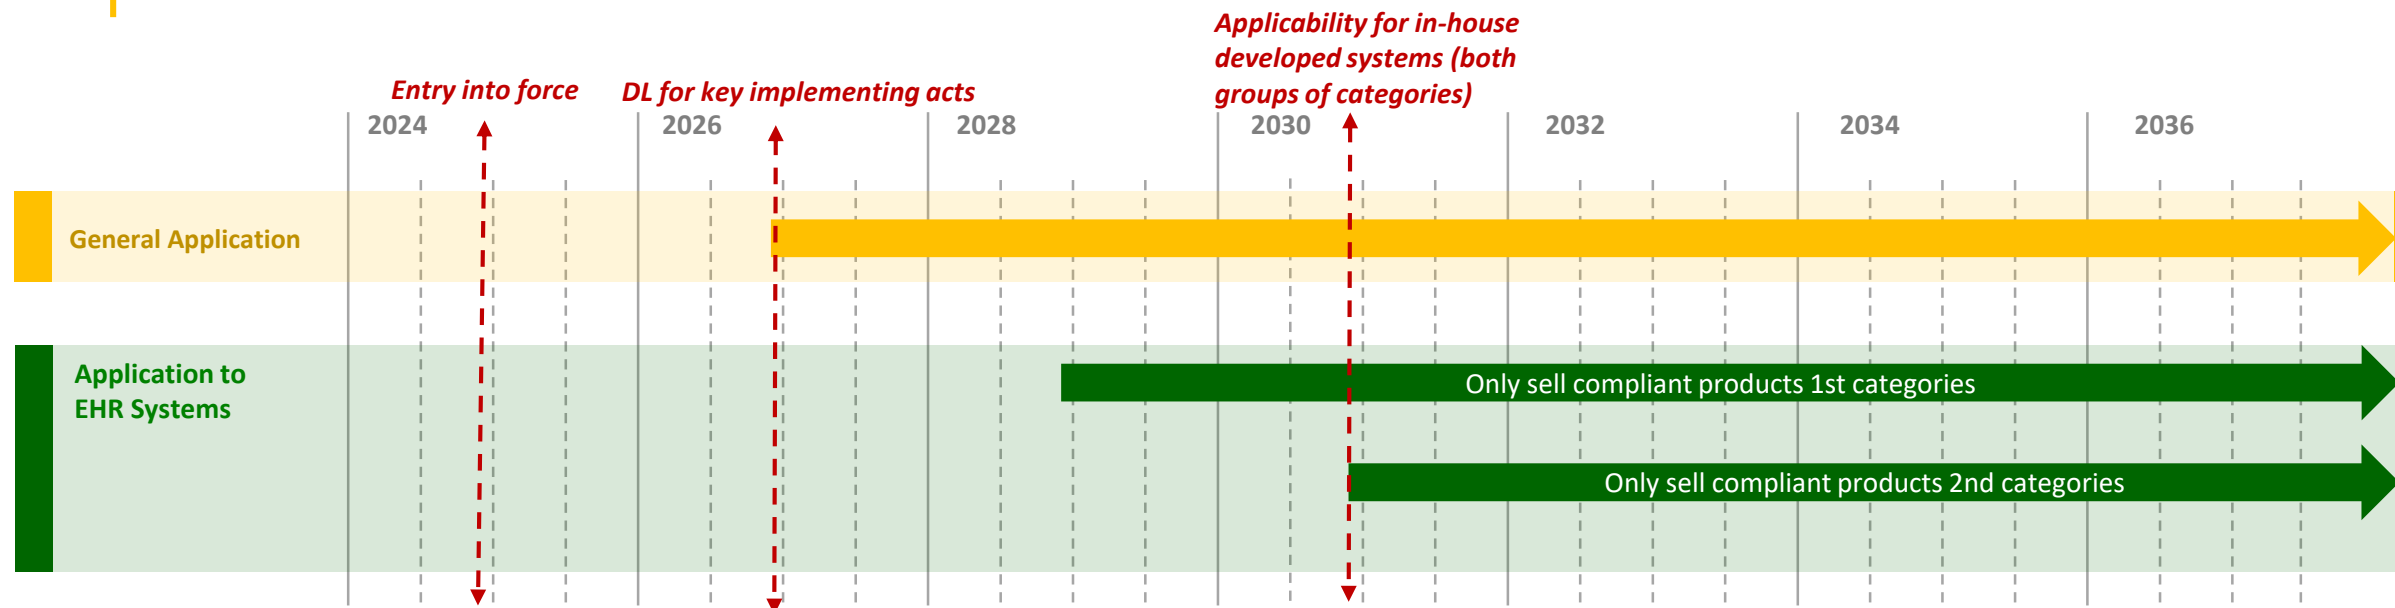 Applicability for in-house
developed systems (both
groups of categories)
Entry into force
DL for key implementing acts
2024
2026
2028
2030
2032
2034
2036
General Application
Application to
EHR Systems
Only sell compliant products 1st categories
Only sell compliant products 2nd categories